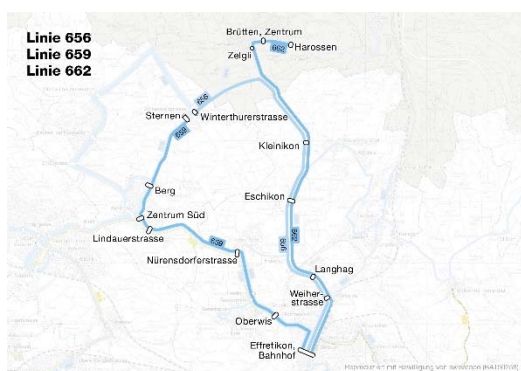 Linie 656
Linie 659
Linie 662
Brütten, Zentrum
Zelgli
662
Harossen
656
Sternen
Winterthurerstrasse
659
Kleinikon
Berg
Eschikon
Zentrum Süd
Lindauerstrasse
659
656
662
Nürensdorferstrasse
Langhag
Weiher-
strasse
Oberwis
Effretikon,
Bahnhof